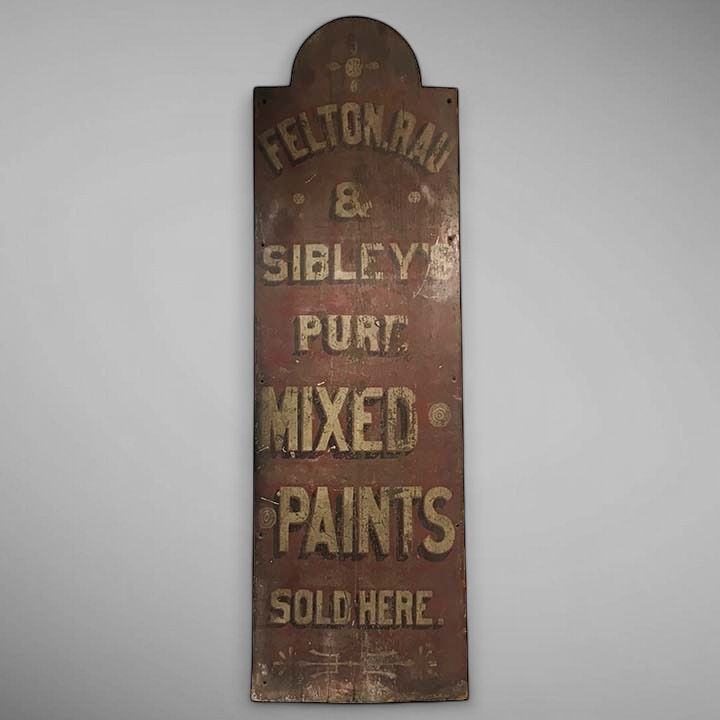 FELTON, RAU
&
SIBLEY'S
PURE
MIXED
PAINTS
SOLD HERE.